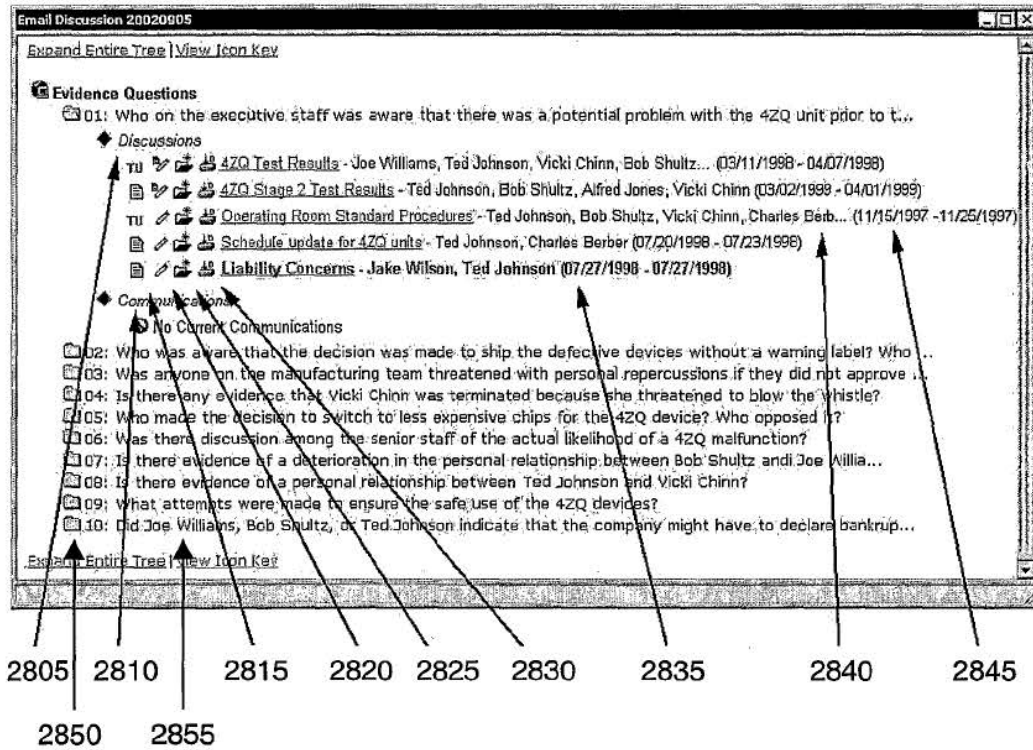 Email Discussion 20020905
Expand Entire Tree | View Icon Key
Evidence Questions
01: Who on the executive staff was aware that there was a potential problem with the 4ZQ unit prior to t...
Discussions
TU 4ZQ Test Results - Joe Williams, Ted Johnson, Vicki Chinn, Bob Shultz... (03/11/1998 - 04/07/1998)
4ZQ Stage 2 Test Results - Ted Johnson, Bob Shultz, Alfred Jones, Vicki Chinn (03/02/1998 - 04/01/1999)
TU Operating Room Standard Procedures - Ted Johnson, Bob Shultz, Vicki Chinn, Charles Berb... (11/15/1997 -11/25/1997)
Schedule update for 4ZQ units - Ted Johnson, Charles Berber (07/20/1998 - 07/23/1998)
Liability Concerns - Jake Wilson, Ted Johnson (07/27/1998 - 07/27/1998)
Communications
No Current Communications
02: Who was aware that the decision was made to ship the defective devices without a warning label? Who ...
03: Was anyone on the manufacturing team threatened with personal repercussions if they did not approve ...
04: Is there any evidence that Vicki Chinn was terminated because she threatened to blow the whistle?
05: Who made the decision to switch to less expensive chips for the 4ZQ device? Who opposed it?
06: Was there discussion among the senior staff of the actual likelihood of a 4ZQ malfunction?
07: Is there evidence of a deterioration in the personal relationship between Bob Shultz andi Joe Willia...
08: Is there evidence of a personal relationship between Ted Johnson and Vicki Chinn?
09: What attempts were made to ensure the safe use of the 4ZQ devices?
10: Did Joe Williams, Bob Shultz, or Ted Johnson indicate that the company might have to declare bankrup...
Expand Entire Tree | View Icon Key
2805 2810 2815 2820 2825 2830 2835 2840 2845
2850 2855